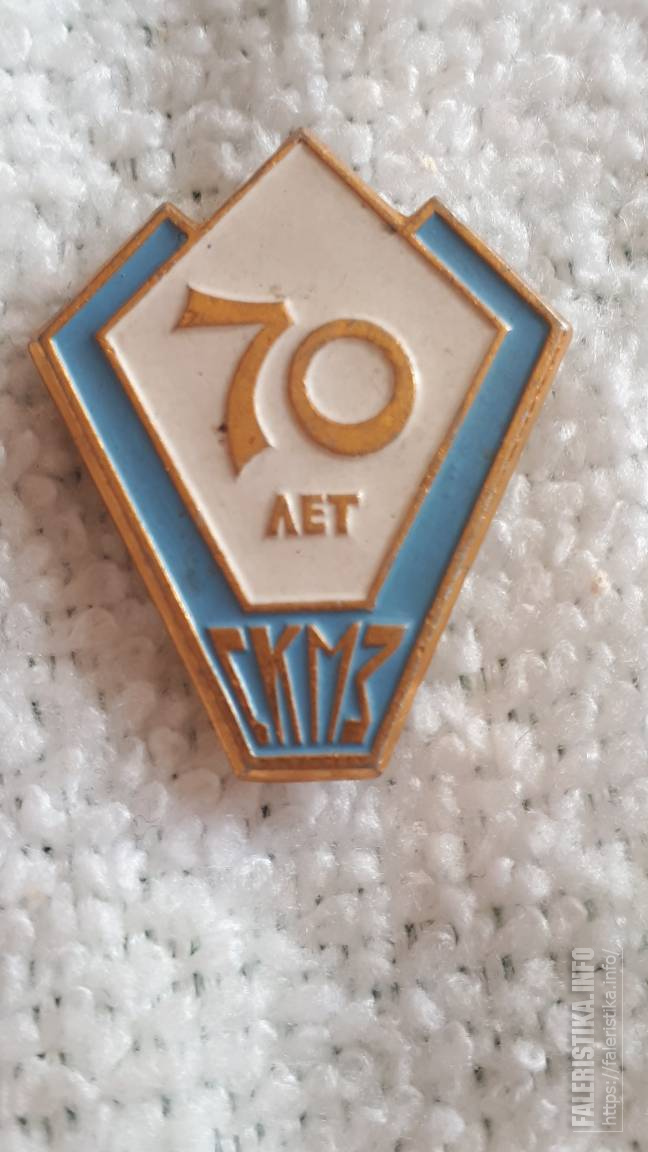 70
ЛЕТ
СКМЗ
FALERISTIKA.INFO
https://faleristika.info/